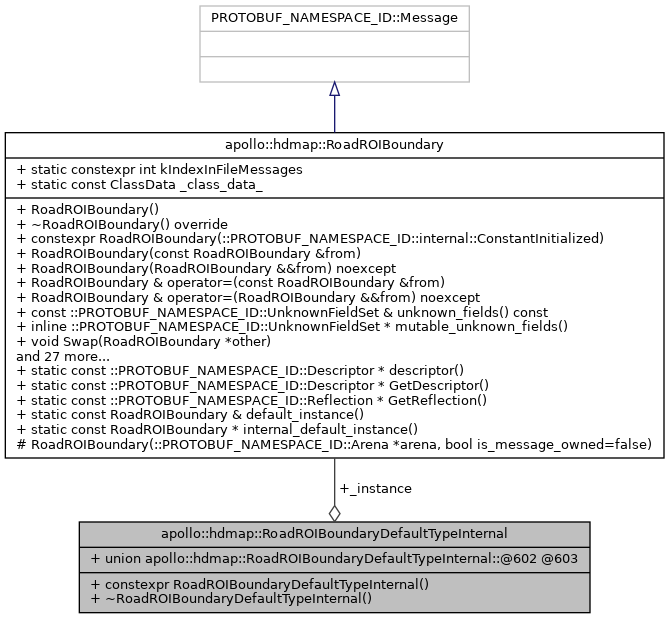 PROTOBUF_NAMESPACE_ID::Message
apollo::hdmap::RoadROIBoundary
+ static constexpr int kIndexInFileMessages
+ static const ClassData _class_data_
+ RoadROIBoundary()
+ ~RoadROIBoundary() override
+ constexpr RoadROIBoundary(::PROTOBUF_NAMESPACE_ID::internal::ConstantInitialized)
+ RoadROIBoundary(const RoadROIBoundary &from)
+ RoadROIBoundary(RoadROIBoundary &&from) noexcept
+ RoadROIBoundary & operator=(const RoadROIBoundary &from)
+ RoadROIBoundary & operator=(RoadROIBoundary &&from) noexcept
+ const ::PROTOBUF_NAMESPACE_ID::UnknownFieldSet & unknown_fields() const
+ inline ::PROTOBUF_NAMESPACE_ID::UnknownFieldSet * mutable_unknown_fields()
+ void Swap(RoadROIBoundary *other)
and 27 more...
+ static const ::PROTOBUF_NAMESPACE_ID::Descriptor * descriptor()
+ static const ::PROTOBUF_NAMESPACE_ID::Descriptor * GetDescriptor()
+ static const ::PROTOBUF_NAMESPACE_ID::Reflection * GetReflection()
+ static const RoadROIBoundary & default_instance()
+ static const RoadROIBoundary * internal_default_instance()
# RoadROIBoundary(::PROTOBUF_NAMESPACE_ID::Arena *arena, bool is_message_owned=false)
+_instance
apollo::hdmap::RoadROIBoundaryDefaultTypeInternal
+ union apollo::hdmap::RoadROIBoundaryDefaultTypeInternal::@602 @603
+ constexpr RoadROIBoundaryDefaultTypeInternal()
+ ~RoadROIBoundaryDefaultTypeInternal()